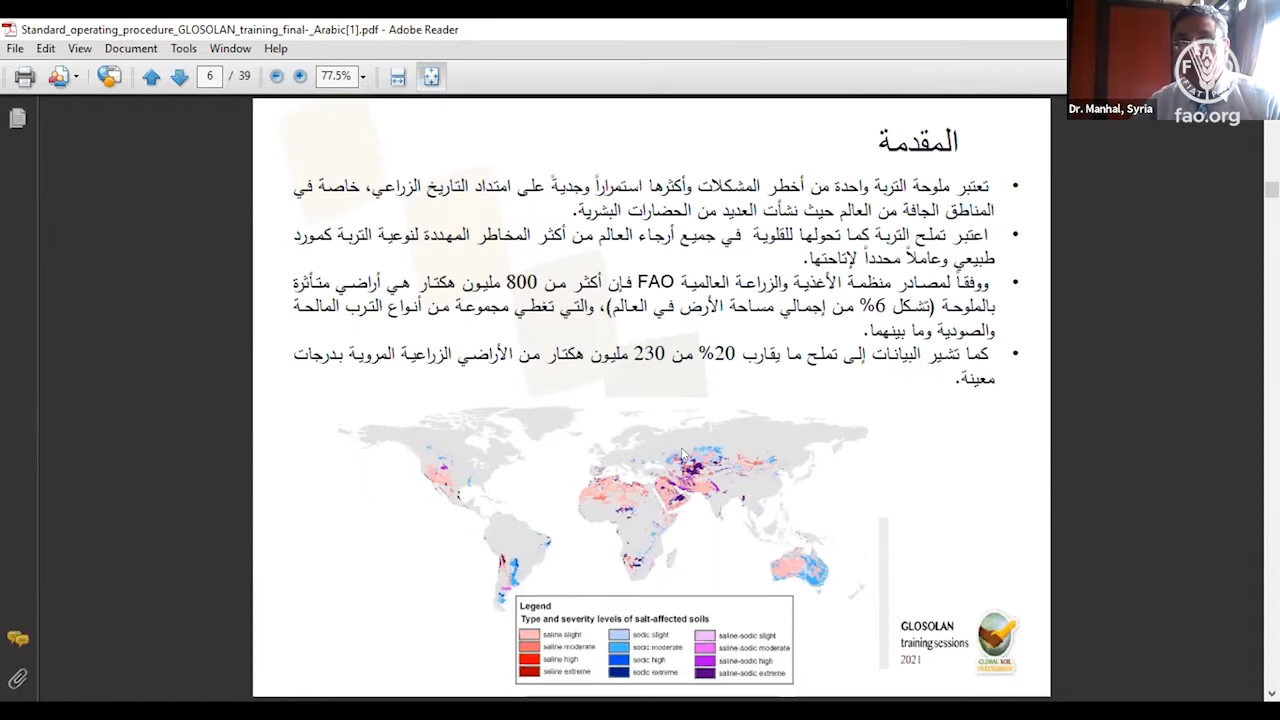 Standard_operating_procedure_GLOSOLAN_training_final-_Arabic[1].pdf - Adobe Reader
File Edit View Document Tools Window Help
6 / 39 77.5%
Dr. Manhal, Syria
FIAT
fao.org
المقدمة
• تعتبر ملوحة التربة واحدة من أخطر المشكلات وأكثرها استمراراً وجديةً على امتداد التاريخ الزراعي، خاصة في
المناطق الجافة من العالم حيث نشأت العديد من الحضارات البشرية.
• اعتبر تملح التربة كما تحولها للقلوية في جميع أرجاء العالم من أكثر المخاطر المهددة لنوعية التربة كمورد
طبيعي وعاملاً محدداً لإتاحتها.
• ووفقاً لمصادر منظمة الأغذية والزراعة العالمية FAO فإن أكثر من 800 مليون هكتار هي أراضي متأثرة
بالملوحة (تشكل 6% من إجمالي مساحة الأرض في العالم)، والتي تغطي مجموعة من أنواع الترب المالحة
والصودية وما بينهما.
• كما تشير البيانات إلى تملح ما يقارب 20% من 230 مليون هكتار من الأراضي الزراعية المروية بدرجات
معينة.
Legend
Type and severity levels of salt-affected soils
saline slight sodic slight saline-sodic slight
saline moderate sodic moderate saline-sodic moderate
saline high sodic high saline-sodic high
saline extreme sodic extreme saline-sodic extreme
GLOSOLAN
training sessions
2021
GLOBAL SOIL
PARTNERSHIP